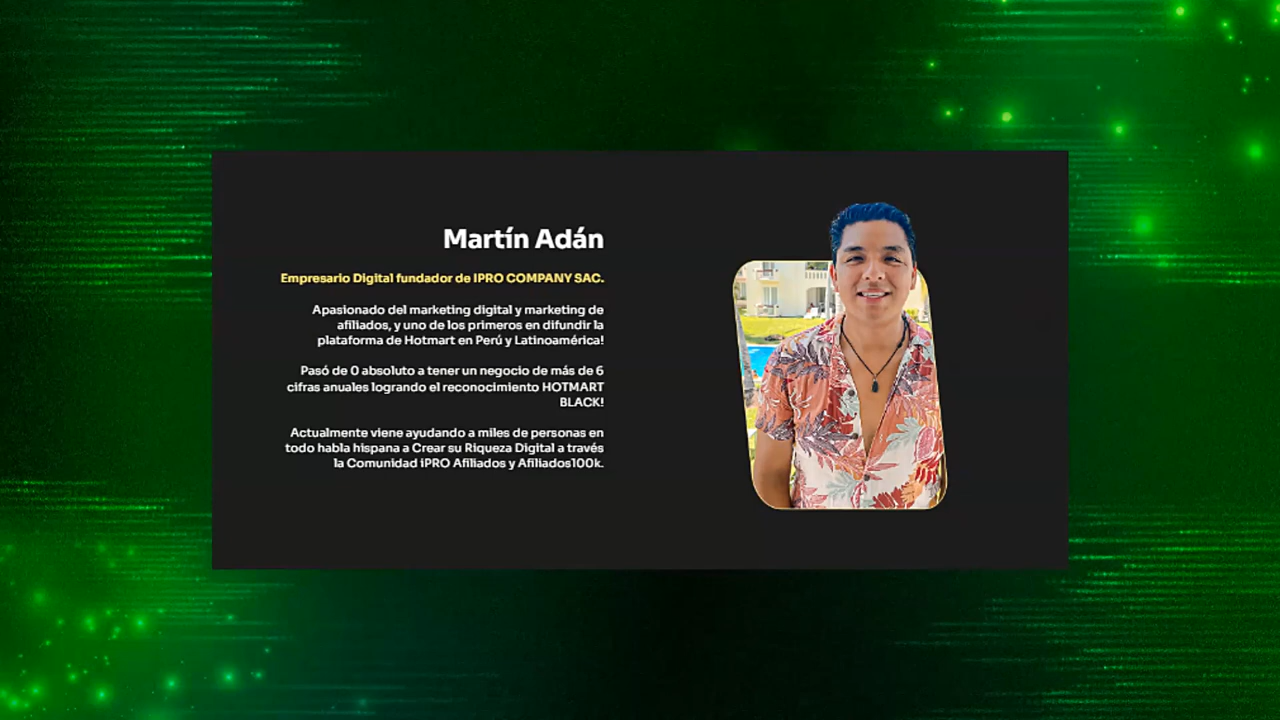 Martín Adán
Empresario Digital fundador de IPRO COMPANY SAC.
Apasionado del marketing digital y marketing de
afiliados, y uno de los primeros en difundir la
plataforma de Hotmart en Perú y Latinoamérica!
Pasó de 0 absoluto a tener un negocio de más de 6
cifras anuales logrando el reconocimiento HOTMART
BLACK!
Actualmente viene ayudando a miles de personas en
todo habla hispana a Crear su Riqueza Digital a través
la Comunidad iPRO Afiliados y Afiliados100k.